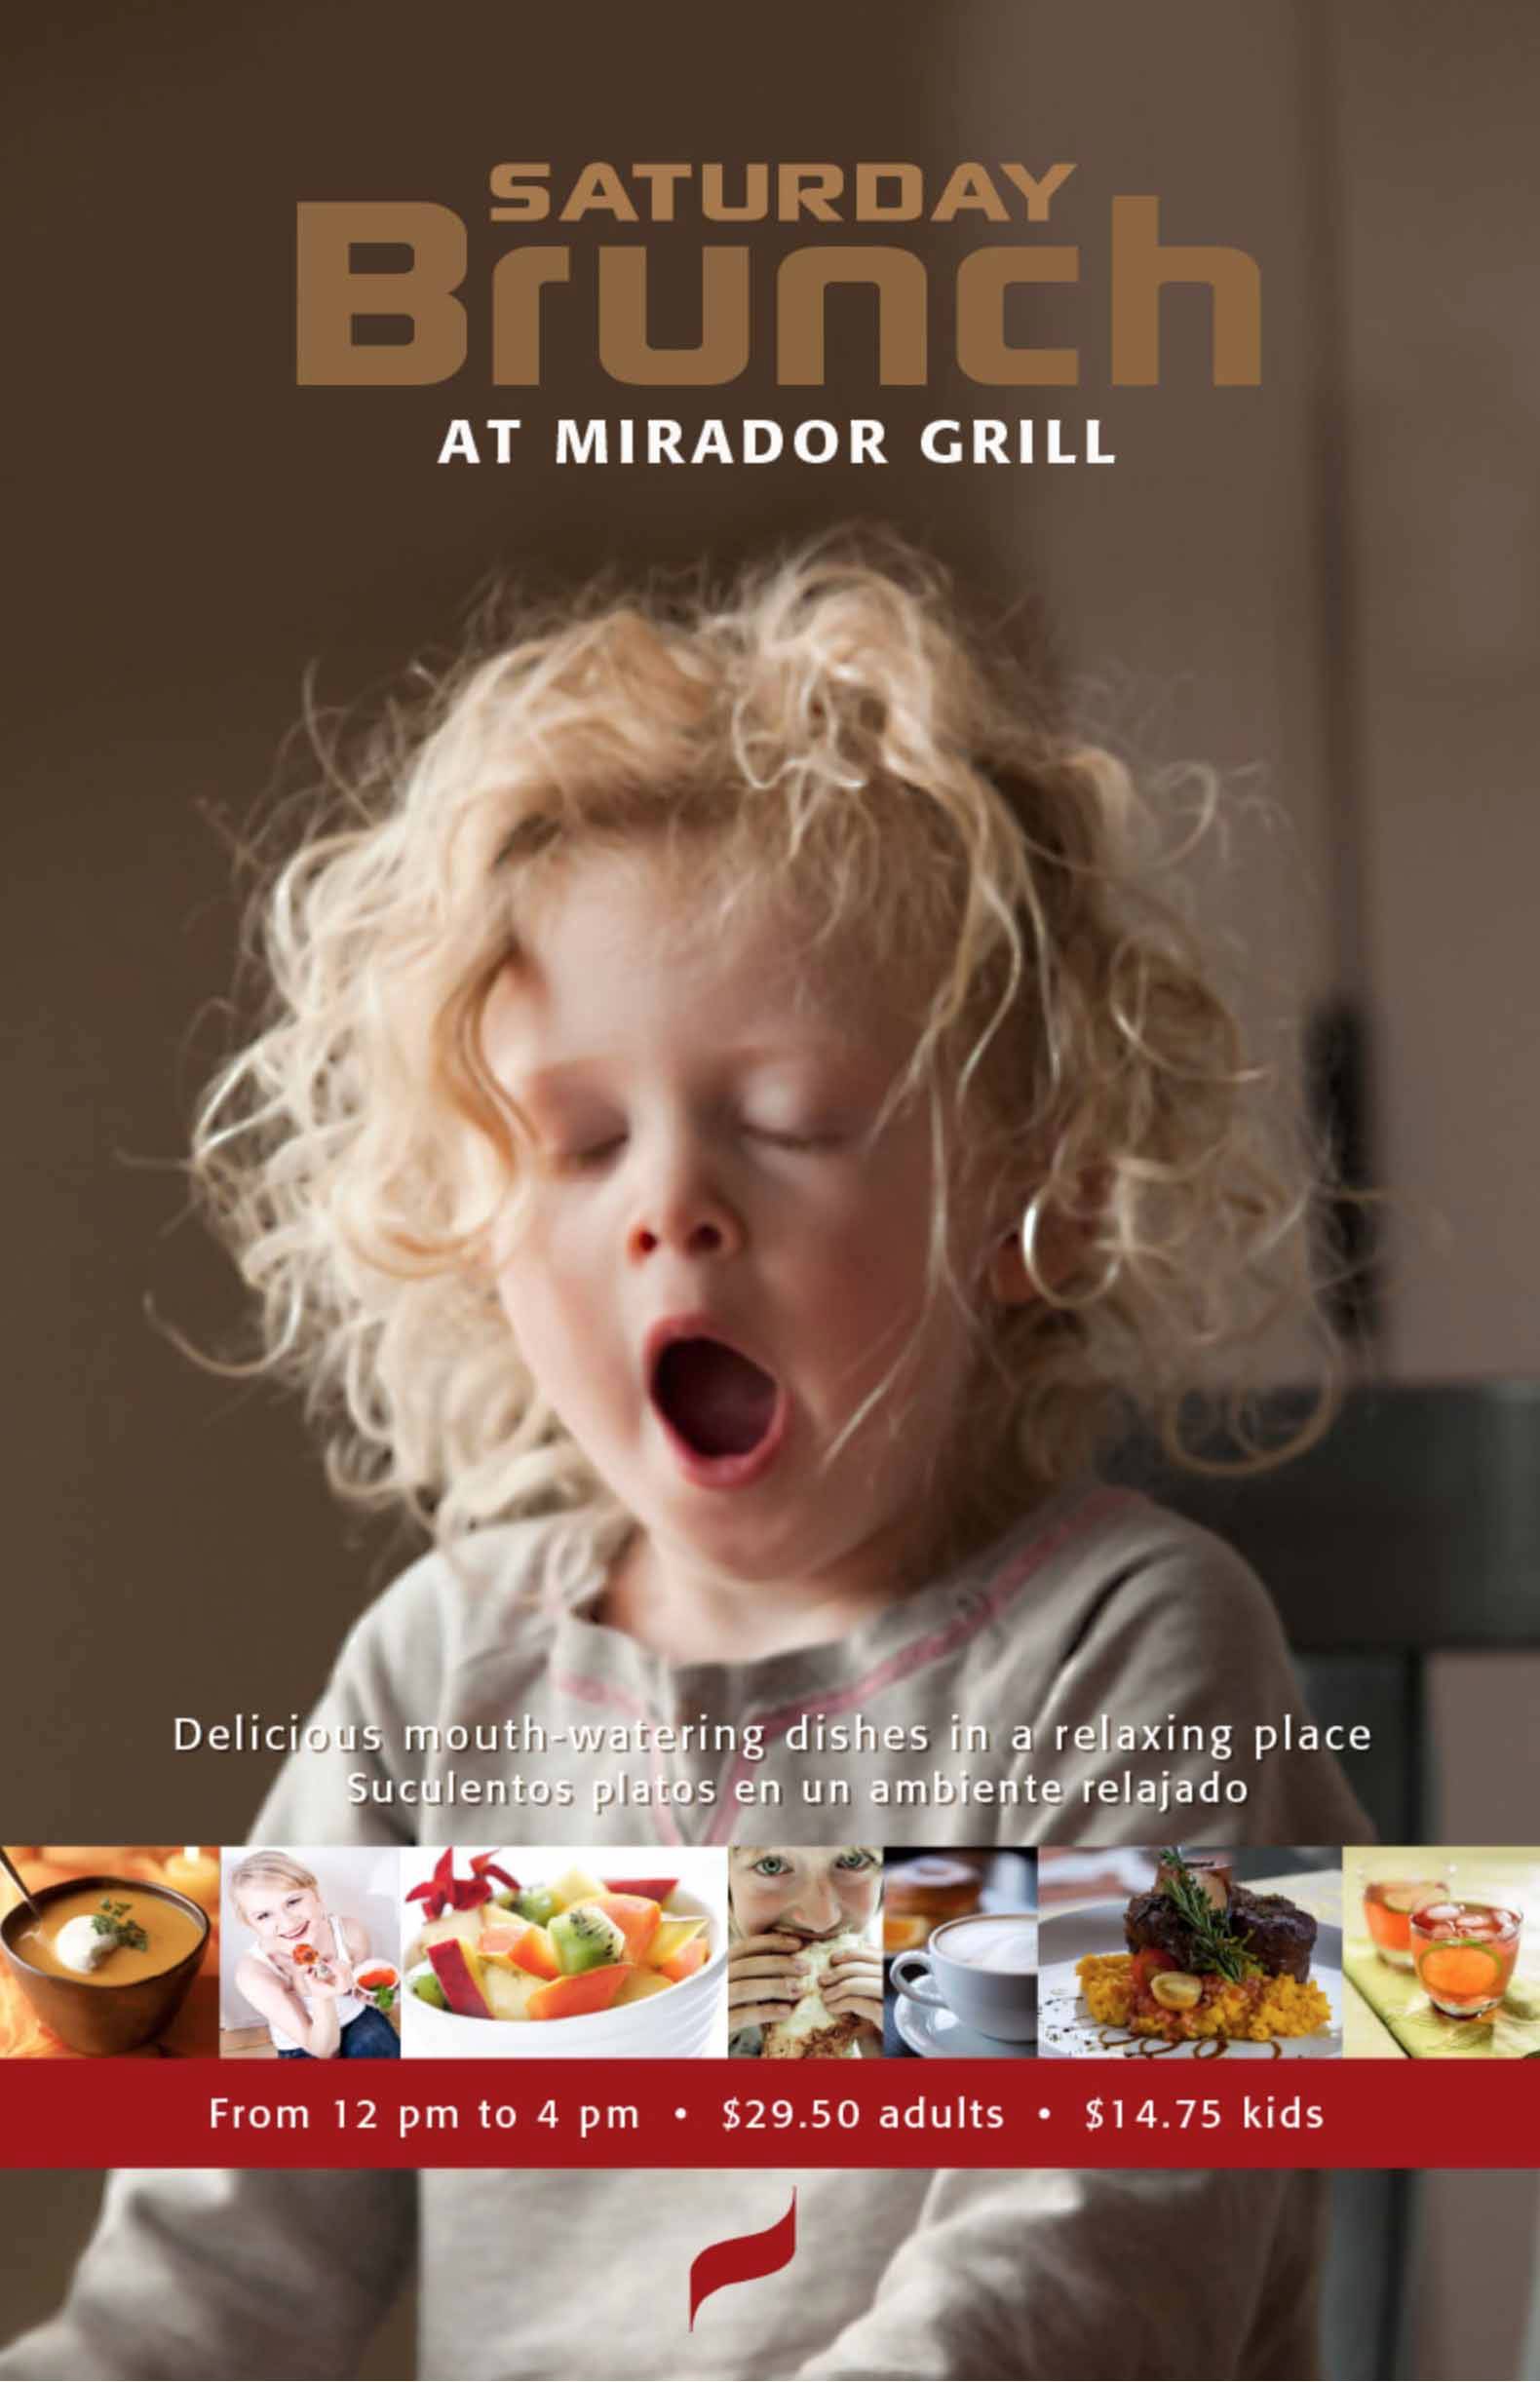 SATURDAY
Brunch
AT MIRADOR GRILL
Delicious mouth-watering dishes in a relaxing place
Suculentos platos en un ambiente relajado
From 12 pm to 4 pm • $29.50 adults • $14.75 kids